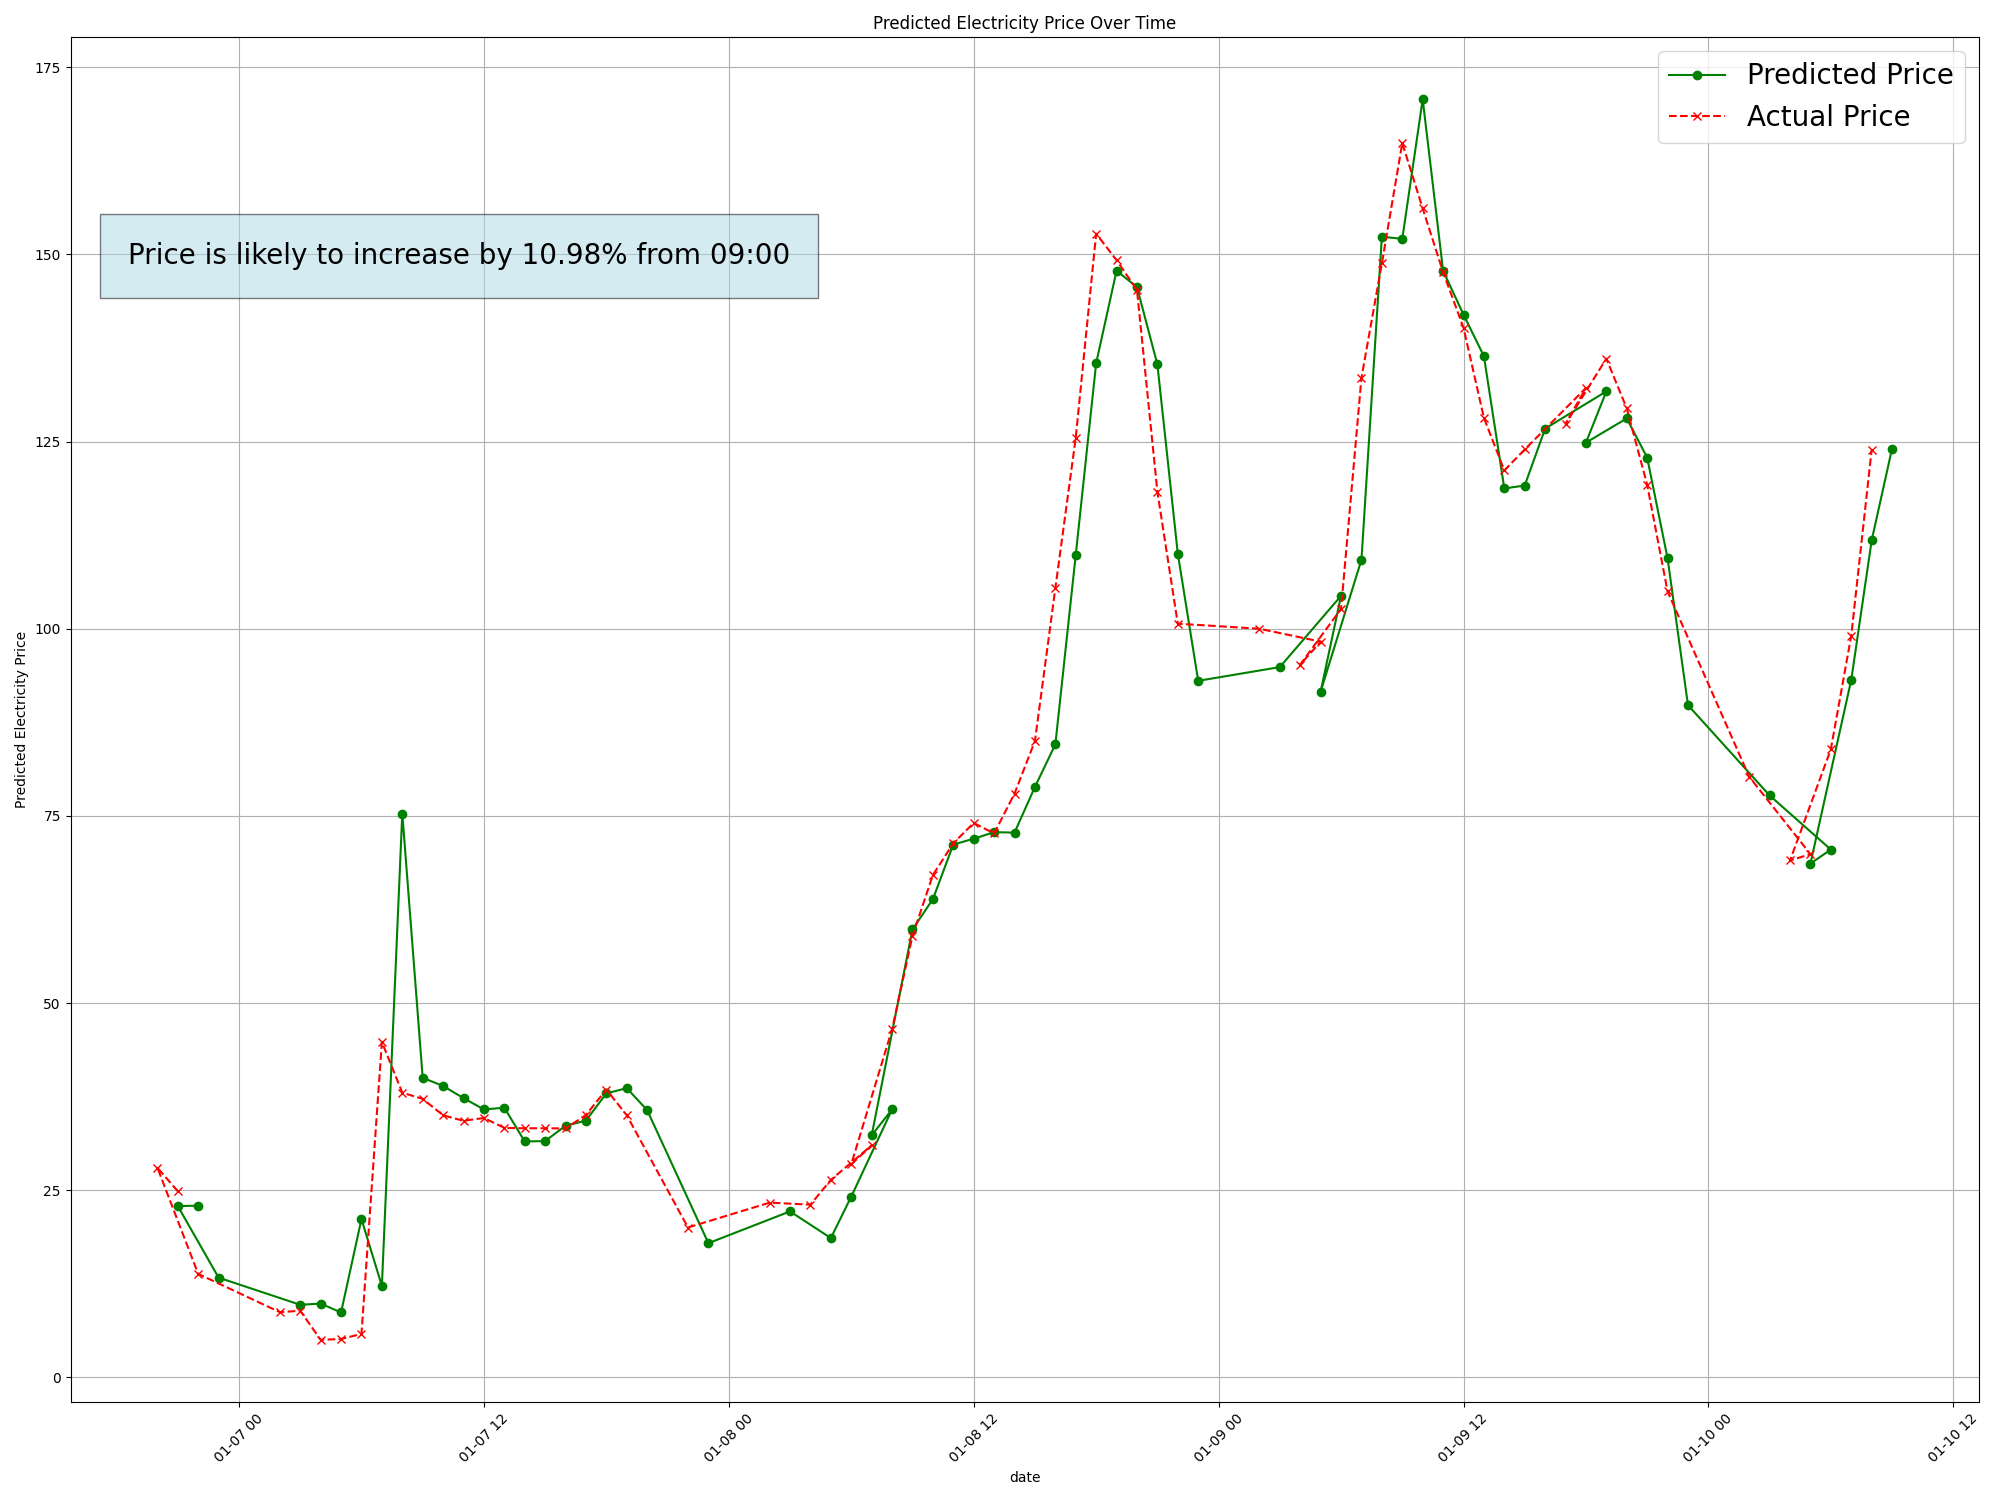 Predicted Electricity Price Over Time
Predicted Price
Actual Price
Price is likely to increase by 10.98% from 09:00
Predicted Electricity Price
175
150
125
100
75
50
25
0
01-07 00
01-07 12
01-08 00
01-08 12
01-09 00
01-09 12
01-10 00
01-10 12
date